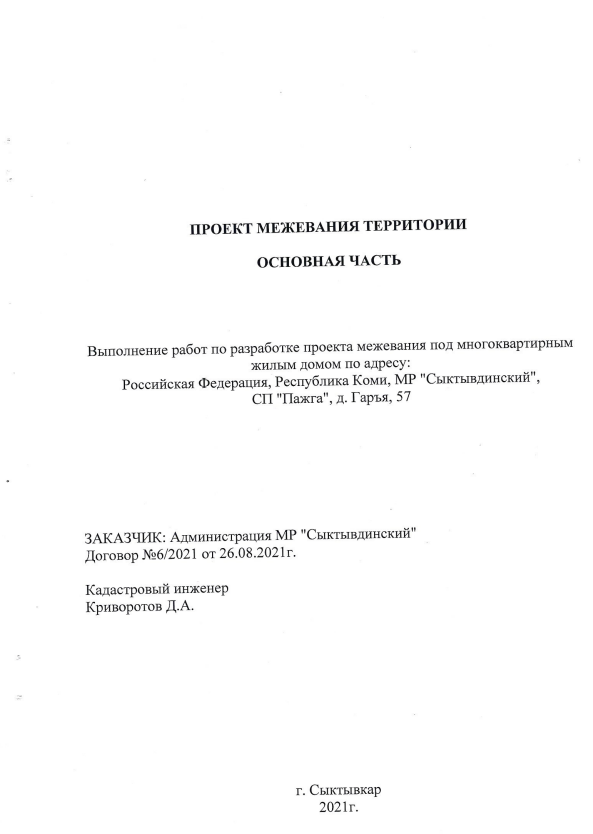 ПРОЕКТ МЕЖЕВАНИЯ ТЕРРИТОРИИ
ОСНОВНАЯ ЧАСТЬ
Выполнение работ по разработке проекта межевания под многоквартирным
жилым домом по адресу:
Российская Федерация, Республика Коми, МР "Сыктывдинский",
СП "Пажга", д. Гаръя, 57
ЗАКАЗЧИК: Администрация МР "Сыктывдинский"
Договор №6/2021 от 26.08.2021г.
Кадастровый инженер
Криворотов Д.А.
г. Сыктывкар
2021г.